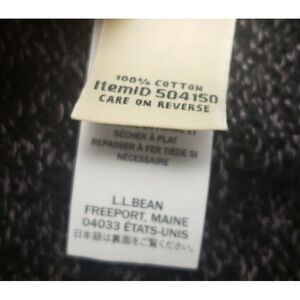 100% COTTON
ItemID 504150
CARE ON REVERSE
SÉCHER À PLAT
REPASSER À FER TIÈDE SI
NÉCESSAIRE
L.L.BEAN
FREEPORT, MAINE
04033 ÉTATS-UNIS
日本語は裏面をご覧ください。